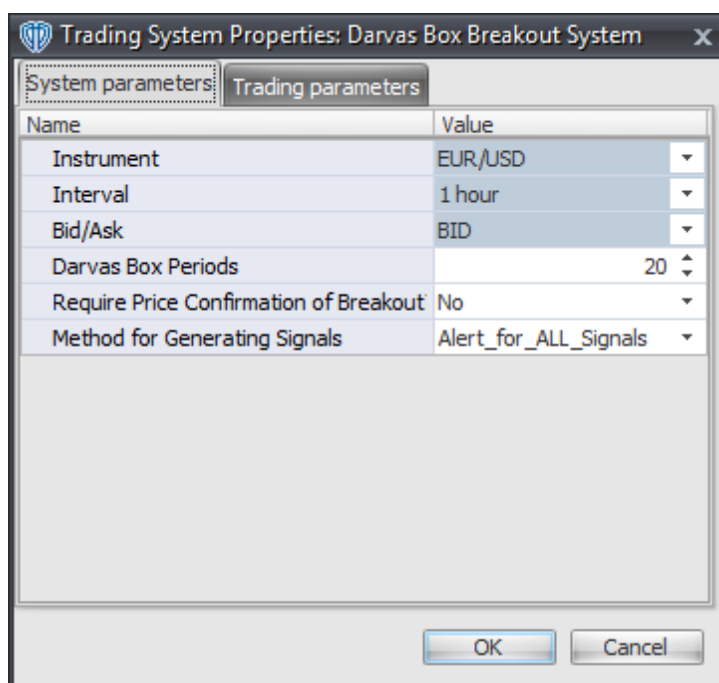 Trading System Properties: Darvas Box Breakout System x
System parameters Trading parameters
Name Value
Instrument EUR/USD
Interval 1 hour
Bid/Ask BID
Darvas Box Periods 20
Require Price Confirmation of Breakout No
Method for Generating Signals Alert_for_ALL_Signals
OK Cancel